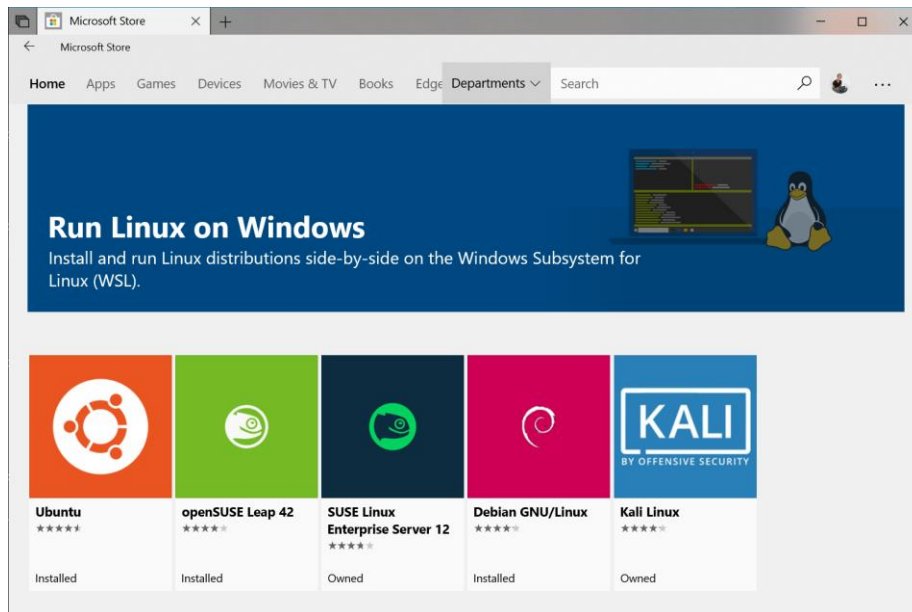 Microsoft Store
Microsoft Store
Home Apps Games Devices Movies & TV Books Edge Departments Search
Run Linux on Windows
Install and run Linux distributions side-by-side on the Windows Subsystem for
Linux (WSL).
KALI
BY OFFENSIVE SECURITY
Ubuntu
Installed
openSUSE Leap 42
Installed
SUSE Linux
Enterprise Server 12
Owned
Debian GNU/Linux
Installed
Kali Linux
Owned